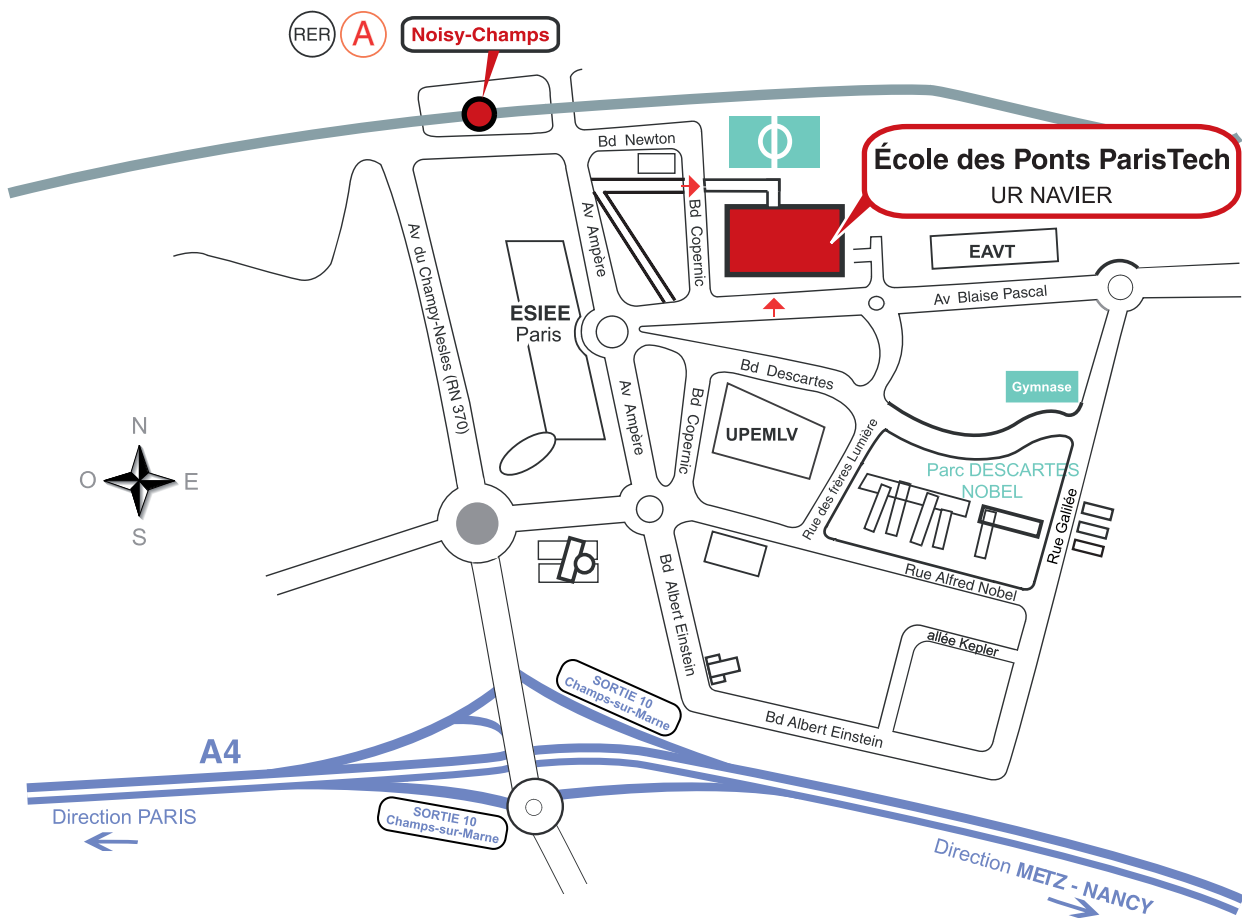 RER
A
Noisy-Champs
Bd Newton
École des Ponts ParisTech
UR NAVIER
Av Ampère
Bd Copernic
Av du Champy-Nesles (RN 370)
EAVT
Av Blaise Pascal
ESIEE
Paris
Bd Descartes
Gymnase
Av Ampère
Bd Copernic
UPEMLV
Rue des frères Lumière
Parc DESCARTES
NOBEL
Rue Galilée
N
O
E
S
Rue Alfred Nobel
Bd Albert Einstein
allée Kepler
SORTIE 10
Champs-sur-Marne
Bd Albert Einstein
A4
Direction PARIS
SORTIE 10
Champs-sur-Marne
Direction METZ - NANCY